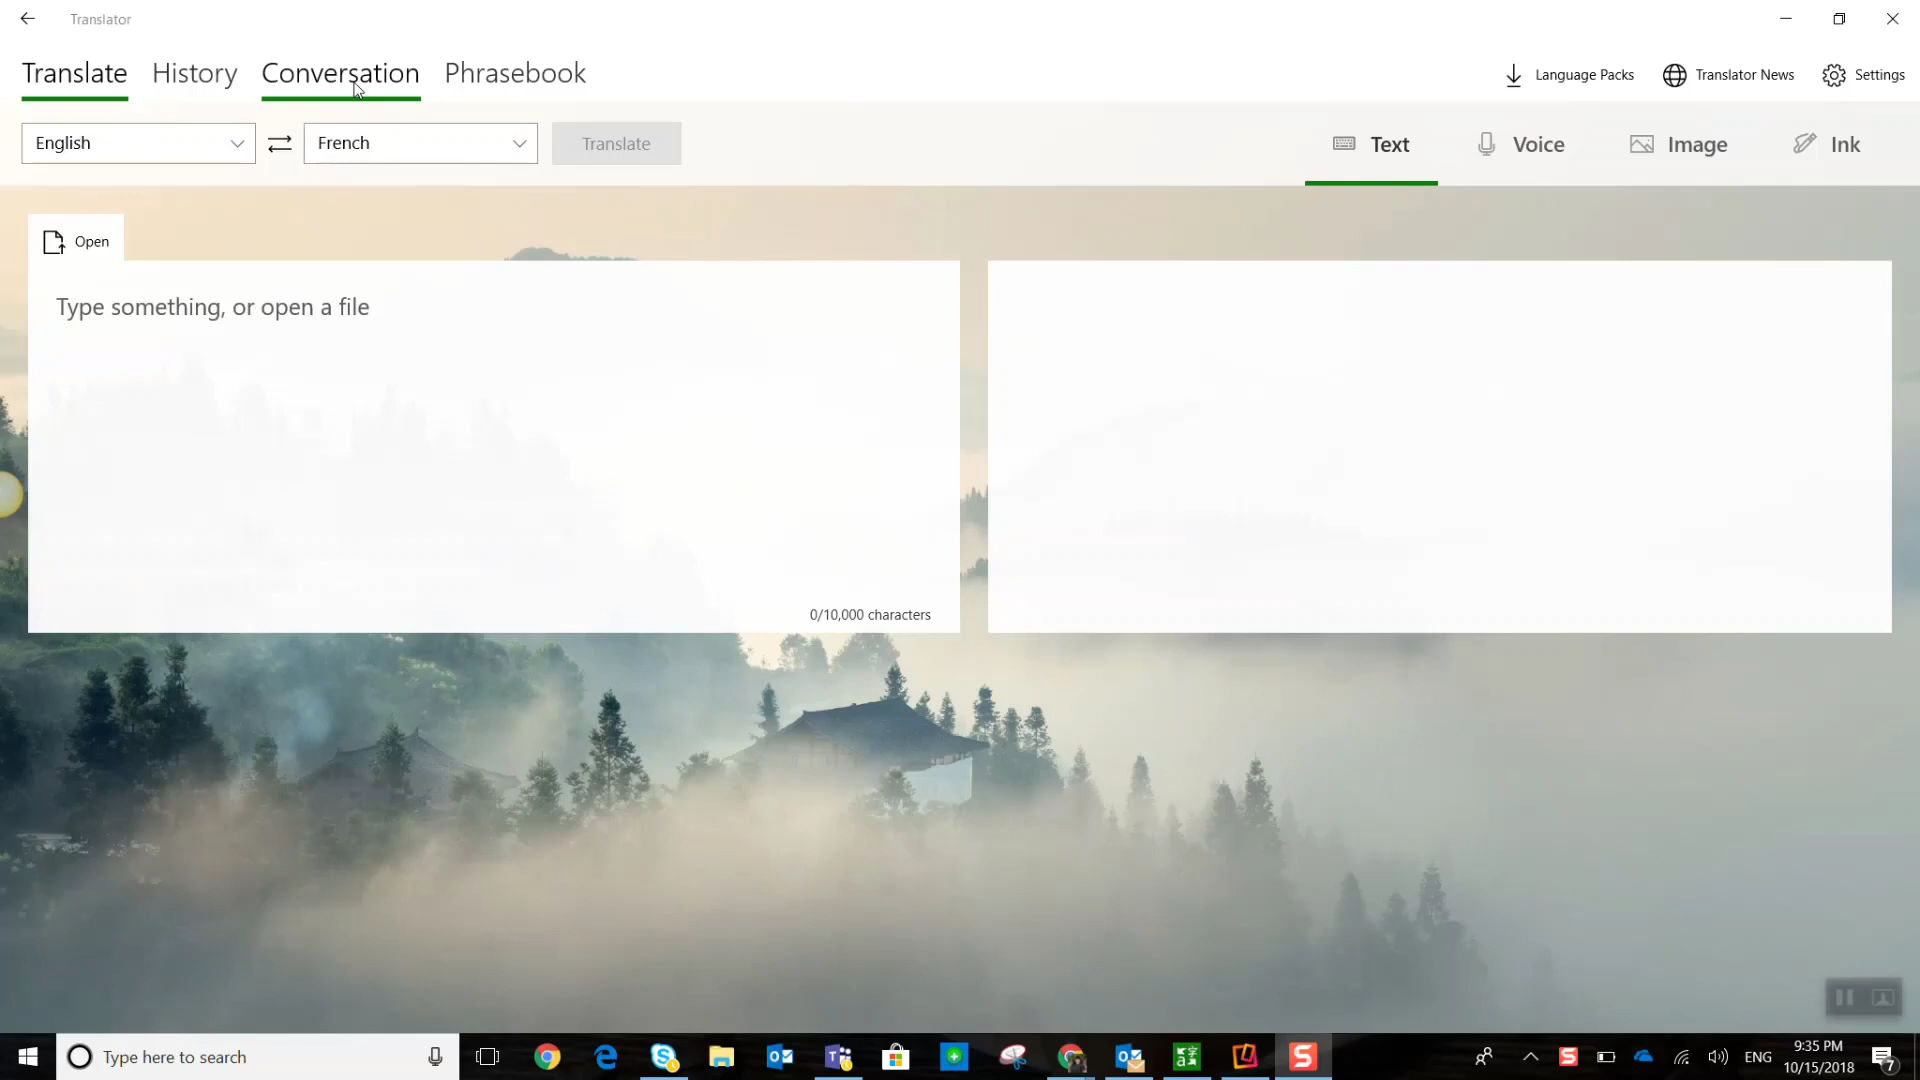 Translator
Translate History Conversation Phrasebook
Language Packs Translator News Settings
English French Translate
Text Voice Image Ink
Open
Type something, or open a file
0/10,000 characters
Type here to search
ENG
9:35 PM
10/15/2018
7